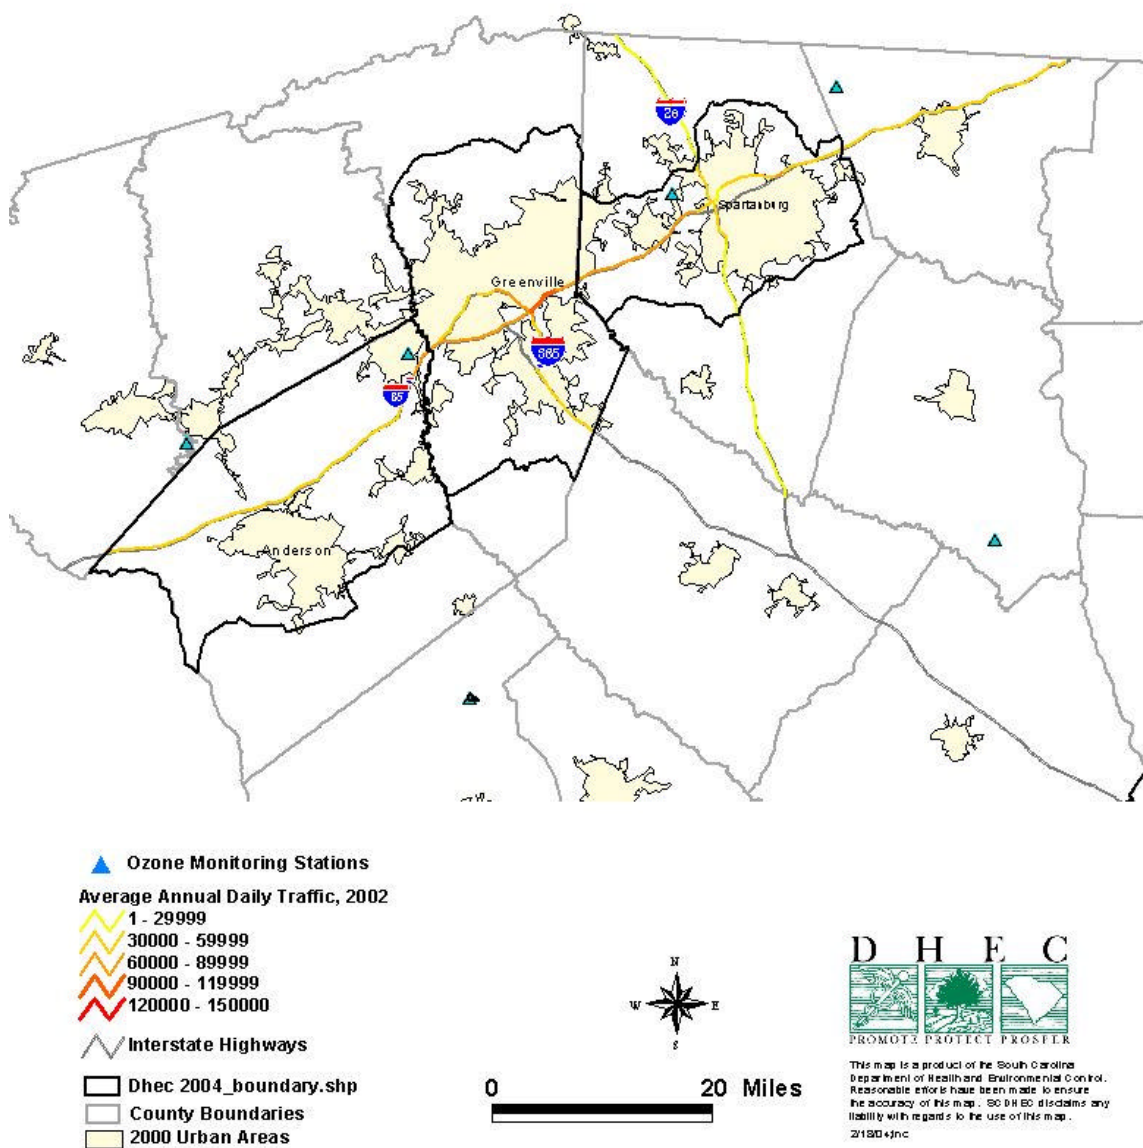 26
Spartanburg
Greenville
385
85
Anderson
Ozone Monitoring Stations
Average Annual Daily Traffic, 2002
1 - 29999
30000 - 59999
60000 - 89999
90000 - 119999
120000 - 150000
Interstate Highways
Dhec 2004_boundary.shp
County Boundaries
2000 Urban Areas
N
W E
S
0 20 Miles
D H E C
PROMOTE PROTECT PROSPER
This map is a product of the South Carolina
Department of Health and Environmental Control.
Reasonable efforts have been made to ensure
the accuracy of this map. SCDHEC disclaims any
liability with regards to the use of this map.
2/18/04jnc